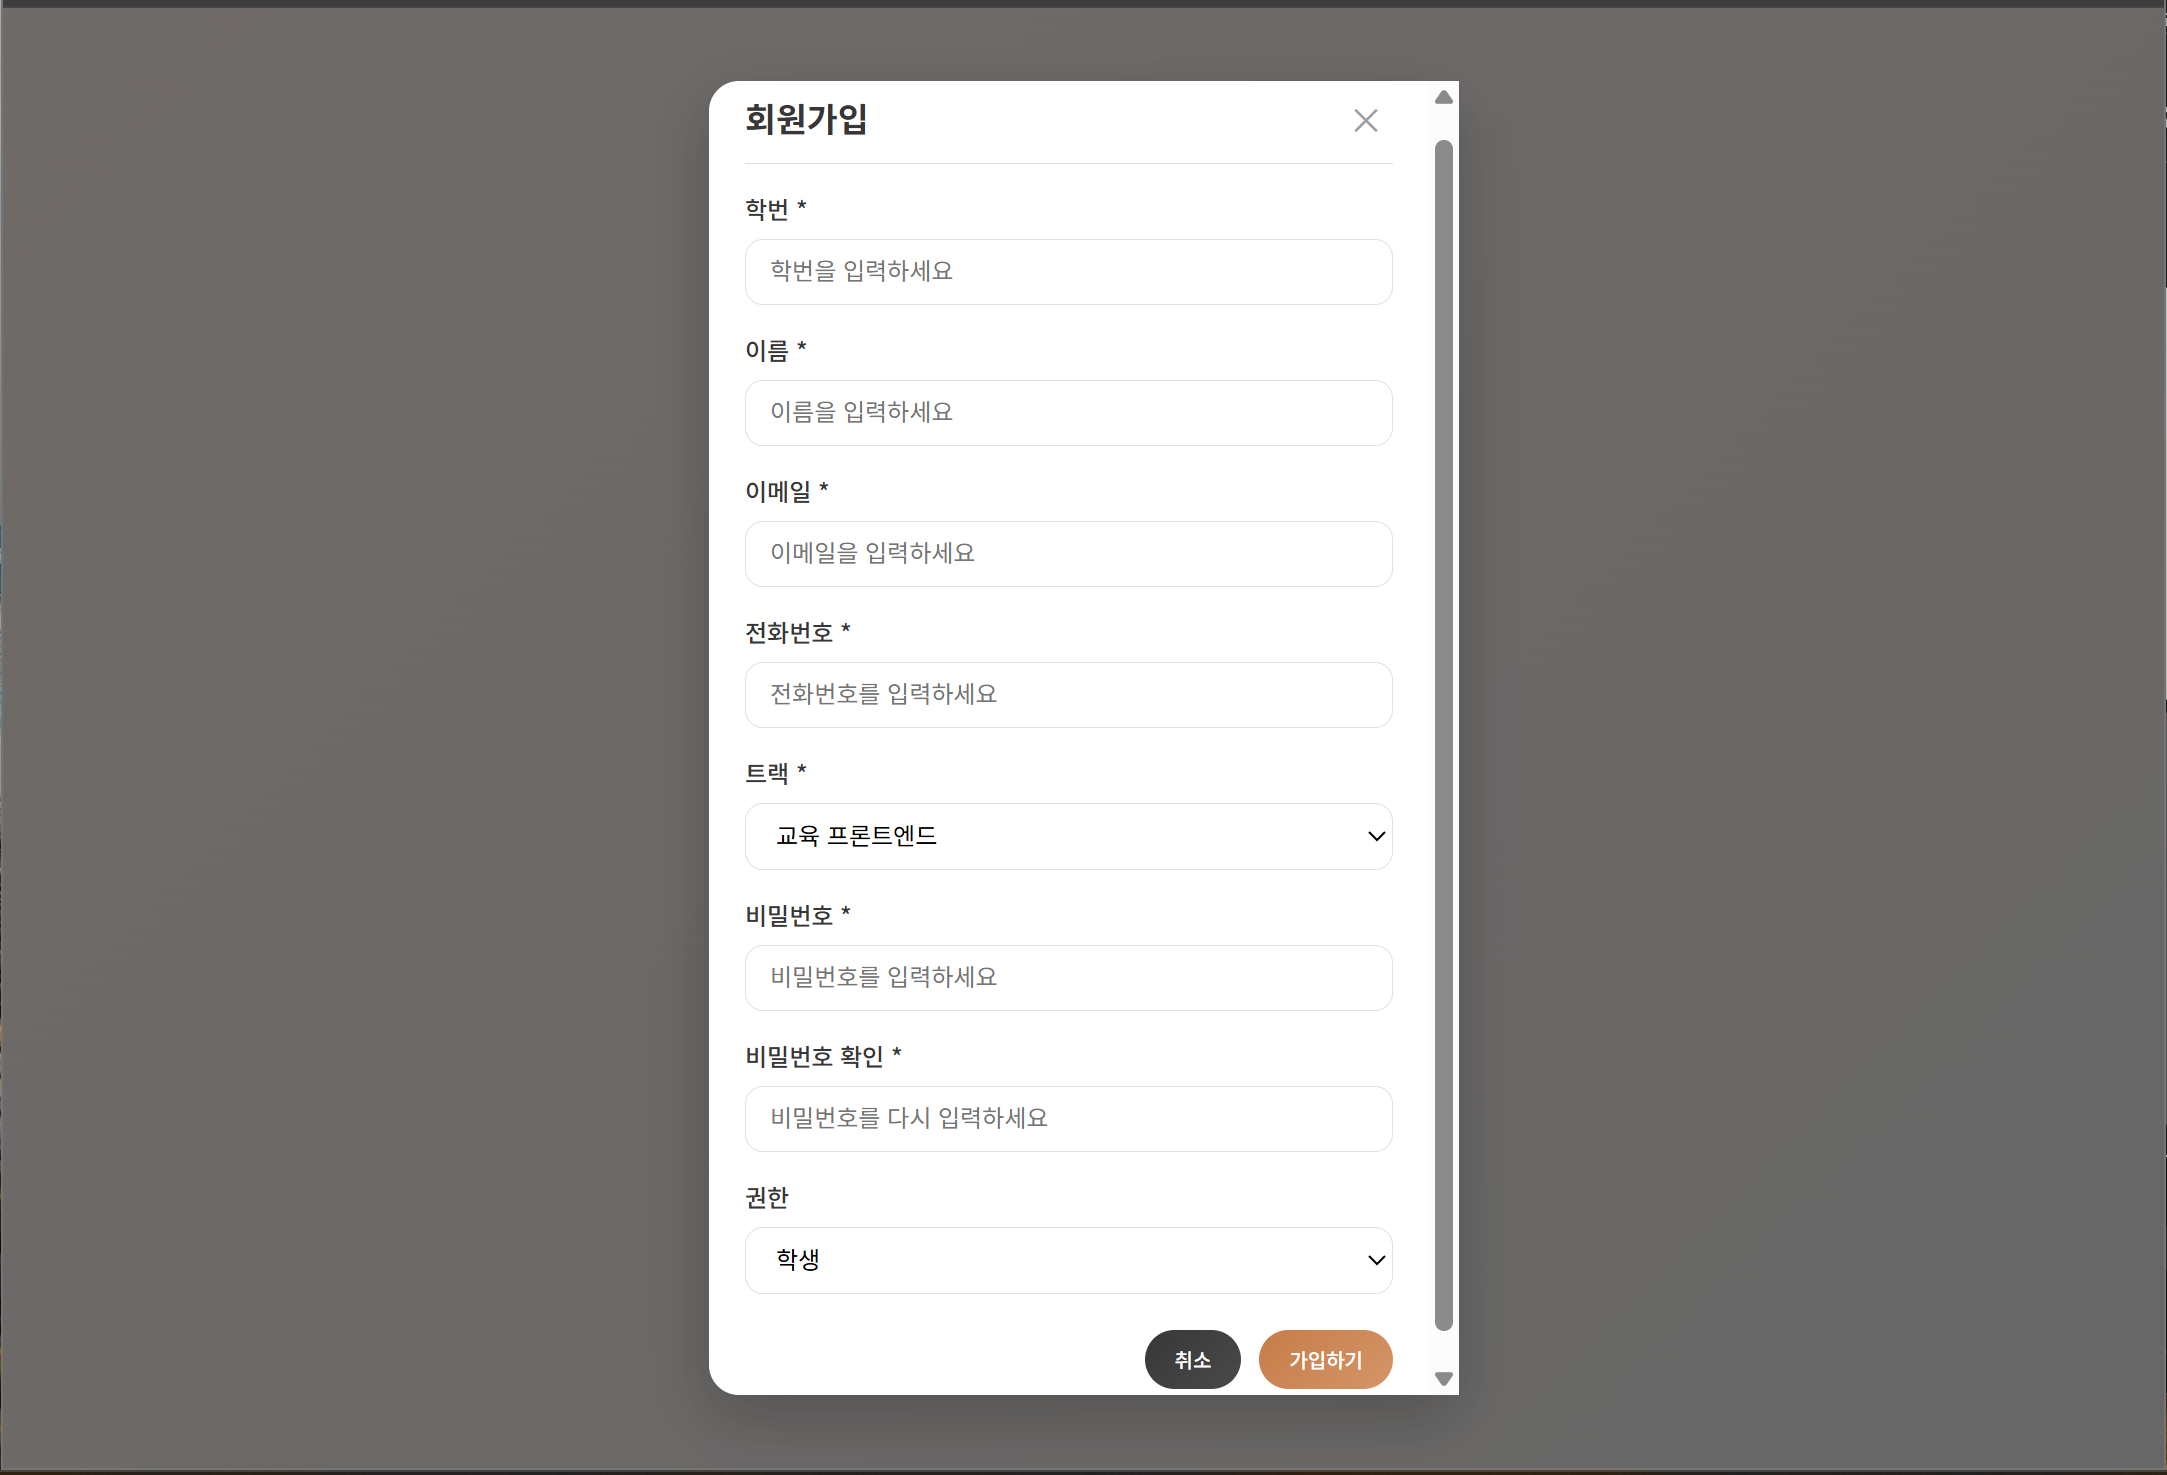 회원가입
학번 *
학번을 입력하세요
이름 *
이름을 입력하세요
이메일 *
이메일을 입력하세요
전화번호 *
전화번호를 입력하세요
트랙 *
교육 프론트엔드
비밀번호 *
비밀번호를 입력하세요
비밀번호 확인 *
비밀번호를 다시 입력하세요
권한
학생
취소 가입하기